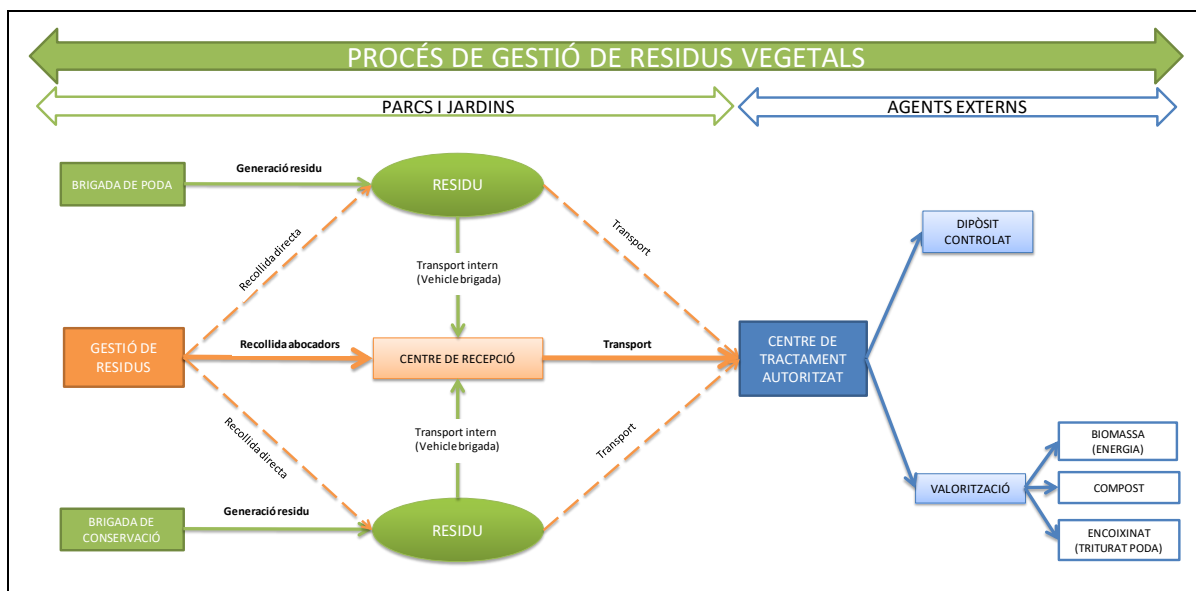 PROCÉS DE GESTIÓ DE RESIDUS VEGETALS
PARCS I JARDINS
AGENTS EXTERNS
BRIGADA DE PODA
Generació residu
RESIDU
Recollida directa
Transport
DIPÒSIT
CONTROLAT
Transport intern
(Vehicle brigada)
GESTIÓ DE
RESIDUS
Recollida abocadors
CENTRE DE RECEPCIÓ
Transport
CENTRE DE
TRACTAMENT
AUTORITZAT
Recollida directa
Transport intern
(Vehicle brigada)
Transport
BIOMASSA
(ENERGIA)
VALORITZACIÓ
COMPOST
BRIGADA DE
CONSERVACIÓ
Generació residu
RESIDU
ENCOIXINAT
(TRITURAT PODA)